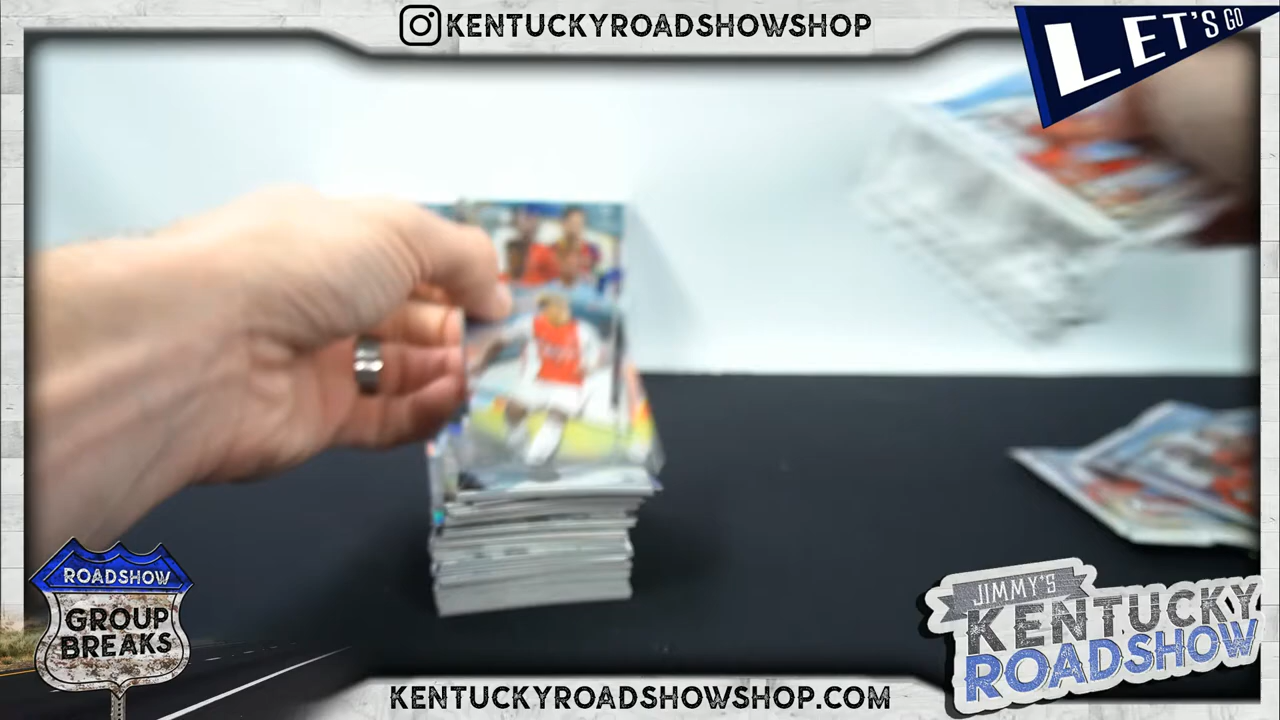 KENTUCKYROADSHOWSHOP
LET'S GO
ROADSHOW
GROUP
BREAKS
JIMMY'S
KENTUCKY
ROADSHOW
KENTUCKYROADSHOWSHOP.COM